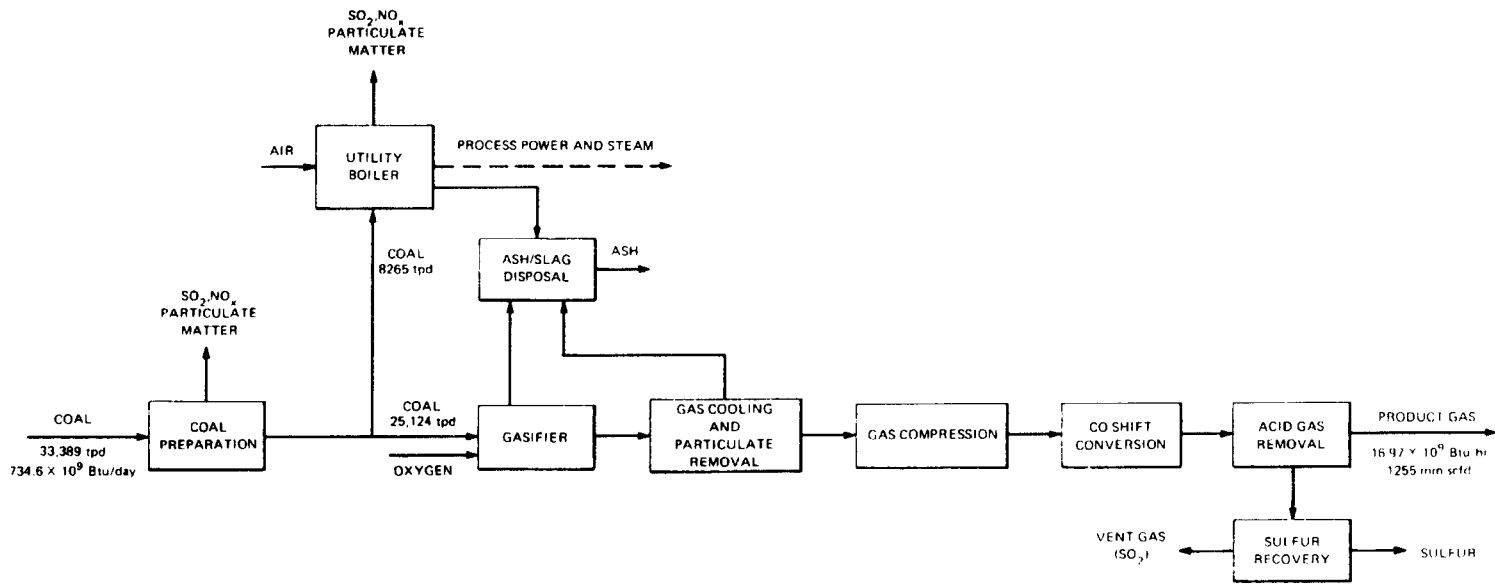 SO₂,NOₓ
PARTICULATE
MATTER
AIR
UTILITY
BOILER
PROCESS POWER AND STEAM
COAL
8265 tpd
ASH/SLAG
DISPOSAL
ASH
SO₂,NOₓ
PARTICULATE
MATTER
COAL
33,389 tpd
734.6 × 10⁹ Btu/day
COAL
PREPARATION
COAL
25,124 tpd
OXYGEN
GASIFIER
GAS COOLING
AND
PARTICULATE
REMOVAL
GAS COMPRESSION
CO SHIFT
CONVERSION
ACID GAS
REMOVAL
PRODUCT GAS
16.97 × 10⁹ Btu hr
1255 mm scfd
VENT GAS
(SO₂)
SULFUR
RECOVERY
SULFUR